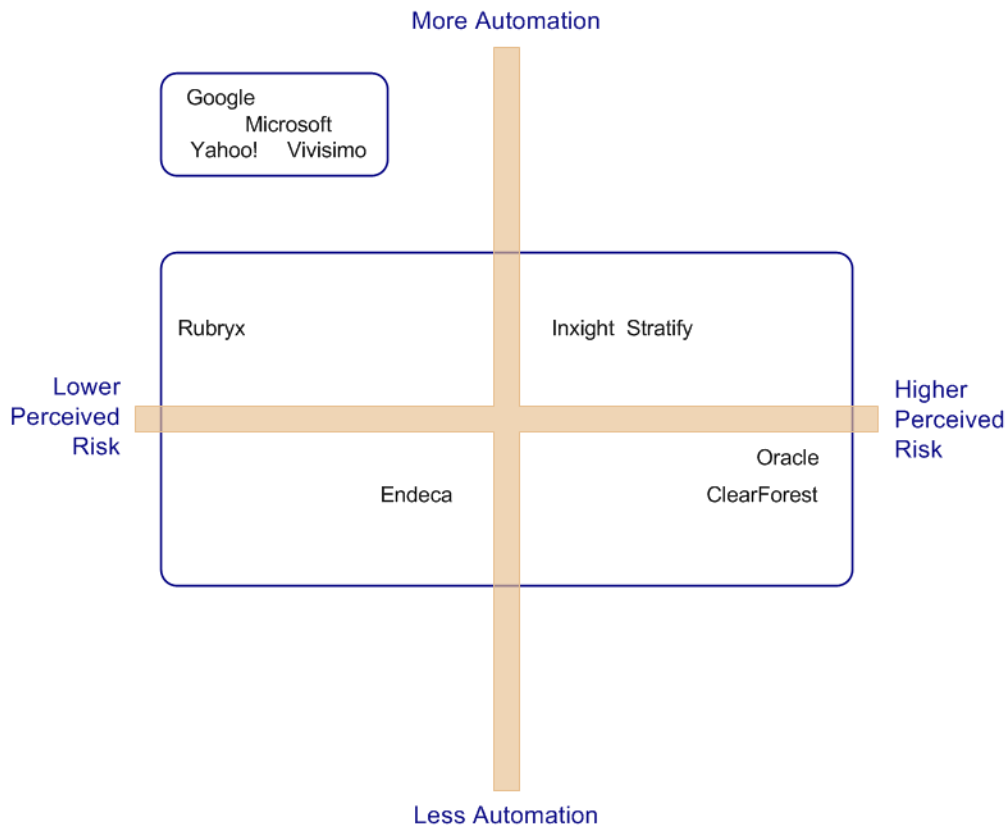 More Automation
Google
Microsoft
Yahoo! Vivisimo
Rubryx
Inxight Stratify
Lower
Perceived
Risk
Higher
Perceived
Risk
Oracle
Endeca
ClearForest
Less Automation